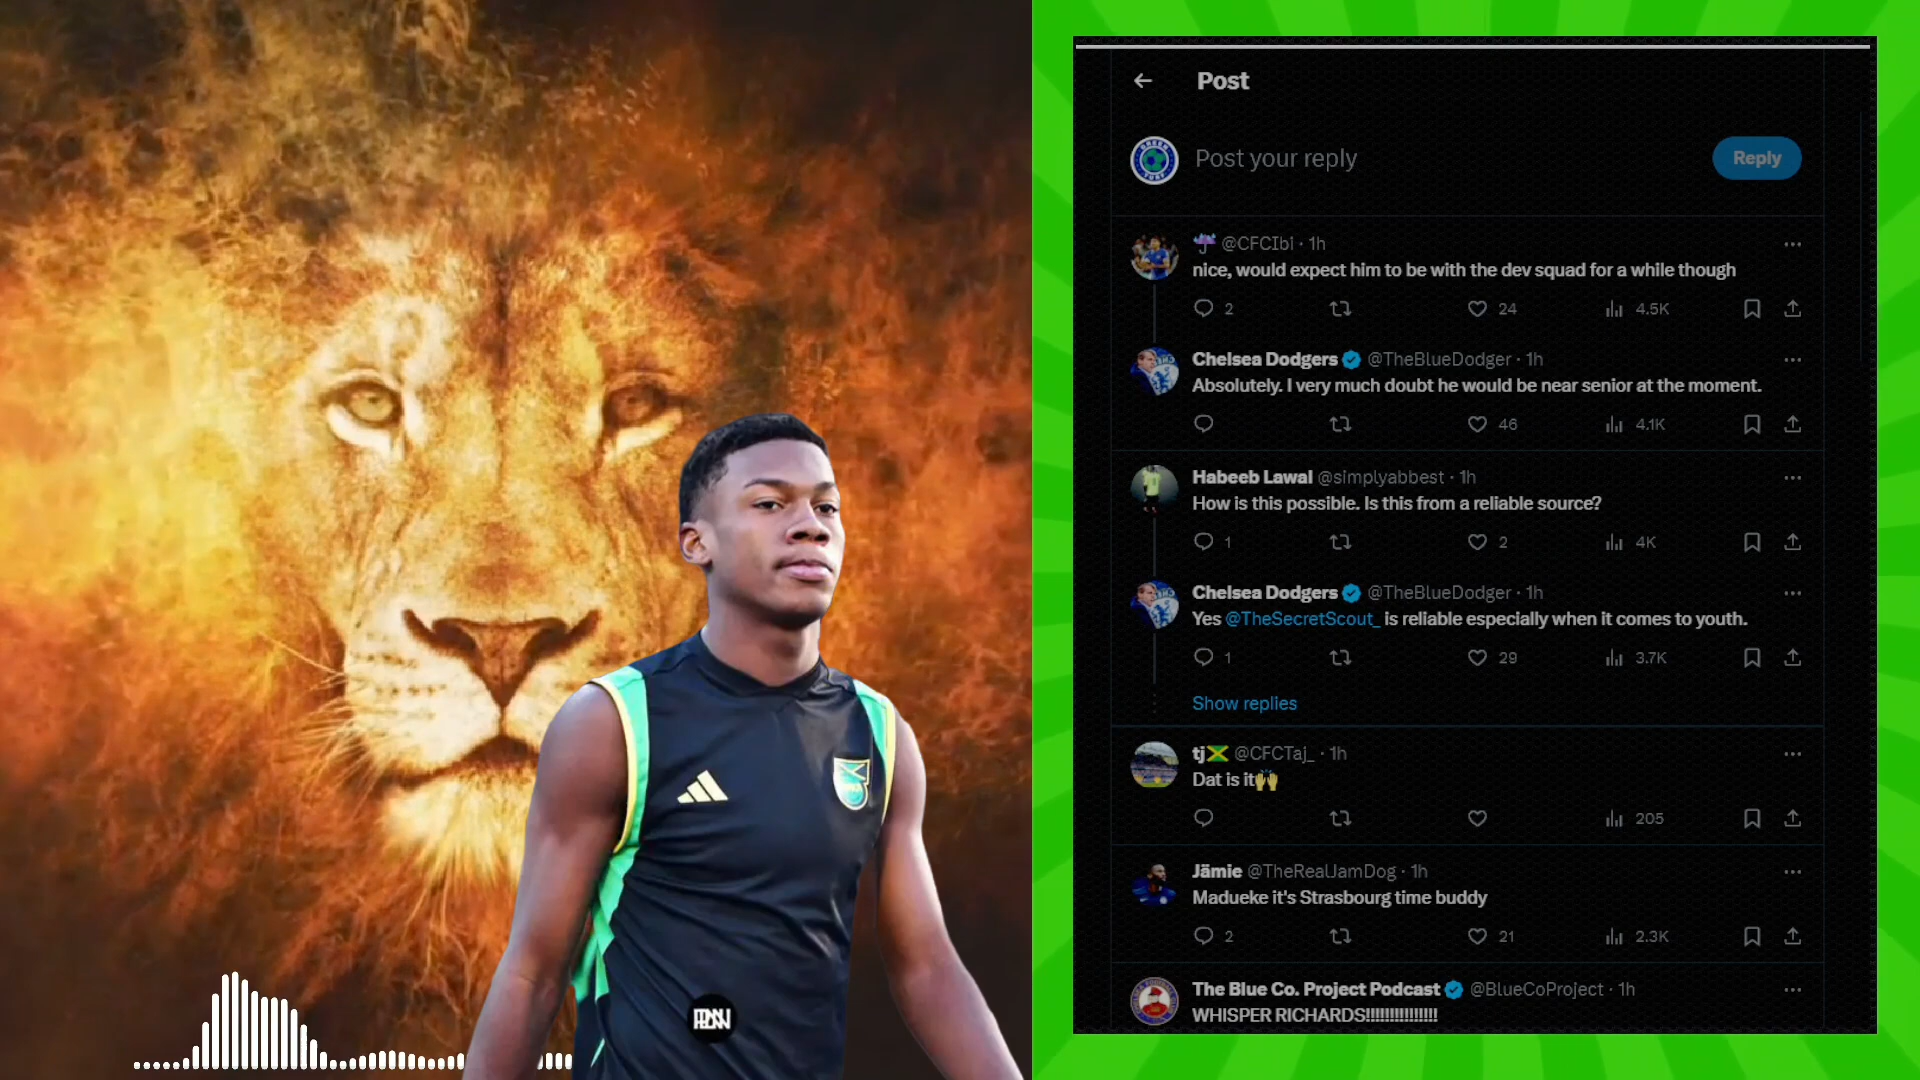 Post
Post your reply
Reply
@CFCIbi · 1h
nice, would expect him to be with the dev squad for a while though
2 24 4.5K
Chelsea Dodgers @TheBlueDodger · 1h
Absolutely. I very much doubt he would be near senior at the moment.
46 4.1K
Habeeb Lawal @simplyabbest · 1h
How is this possible. Is this from a reliable source?
1 2 4K
Chelsea Dodgers @TheBlueDodger · 1h
Yes @TheSecretScout_ is reliable especially when it comes to youth.
1 29 3.7K
Show replies
tj @CFCTaj_ · 1h
Dat is it
205
Jämie @TheRealJamDog · 1h
Madueke it's Strasbourg time buddy
2 21 2.3K
The Blue Co. Project Podcast @BlueCoProject · 1h
WHISPER RICHARDS!!!!!!!!!!!!!!!